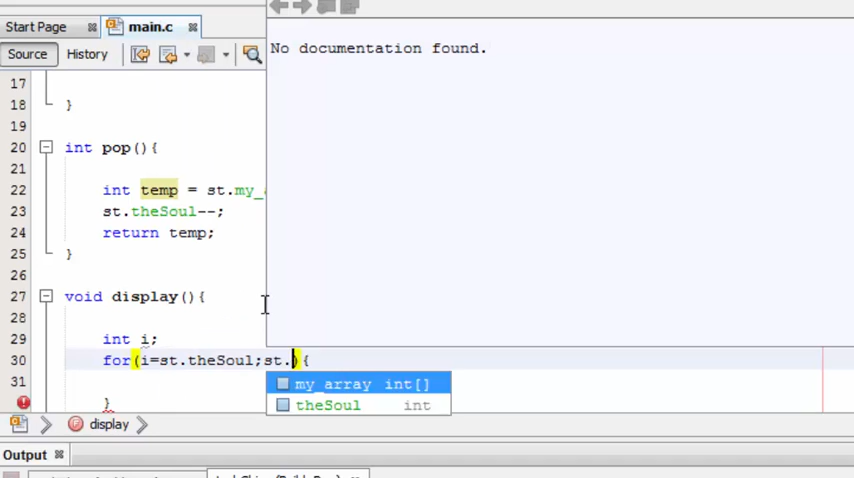 Start Page main.c
Source History
No documentation found.
17
18 }
19
20 int pop(){
21
22 int temp = st.my_
23 st.theSoul--;
24 return temp;
25 }
26
27 void display(){
28
29 int i;
30 for(i=st.theSoul;st.){
my_array int[]
31
theSoul int
}
display
Output